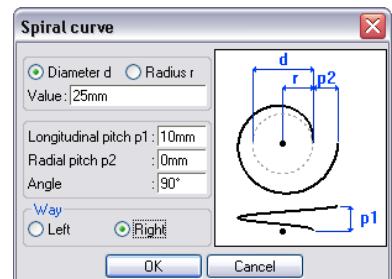 Spiral curve
Diameter d Radius r
Value : 25mm
Longitudinal pitch p1 : 10mm
Radial pitch p2 : 0mm
Angle : 90°
Way
Left Right
OK Cancel
d
r p2
p1